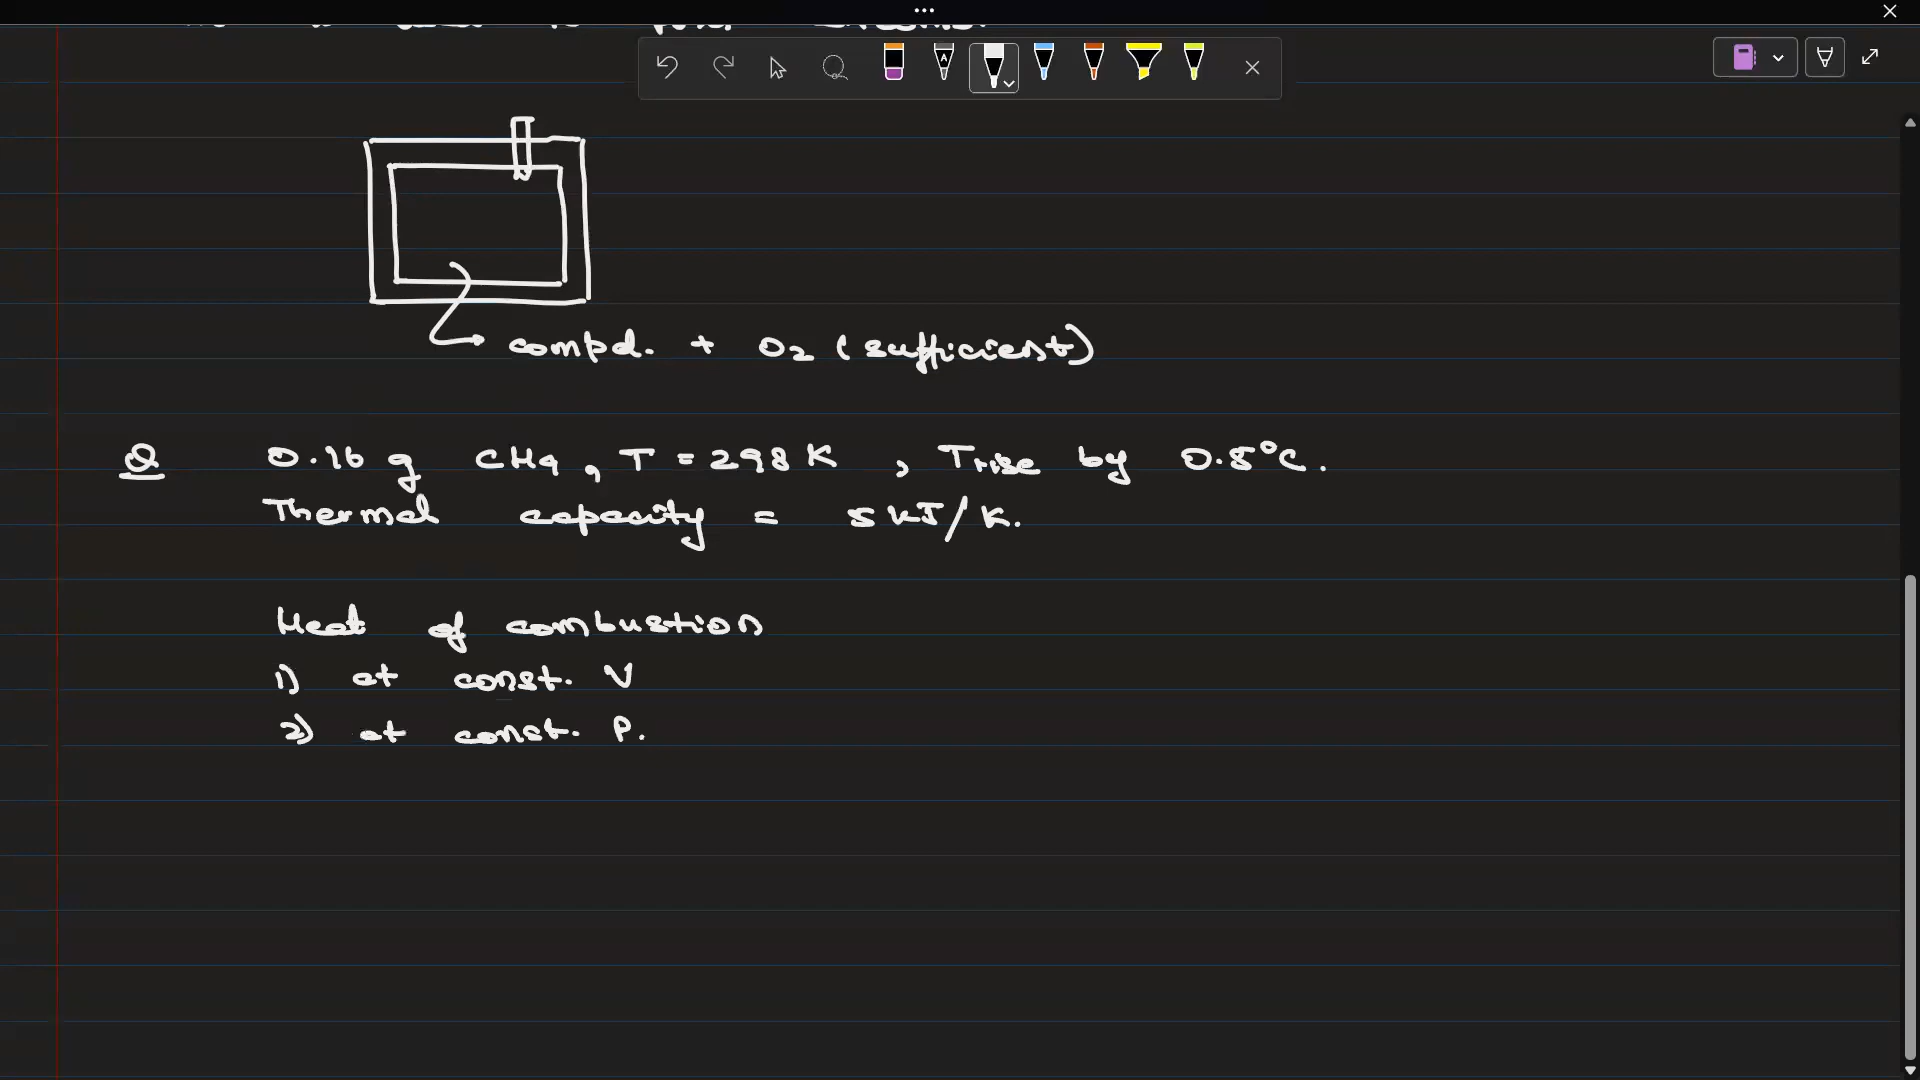 compd. + O2 (sufficient)
Q 0.16 g CH4, T = 298 K, Trise by 0.5°C.
Thermal capacity = 5 kJ/K.
Heat of combustion
1) at const. V
2) at const. P.